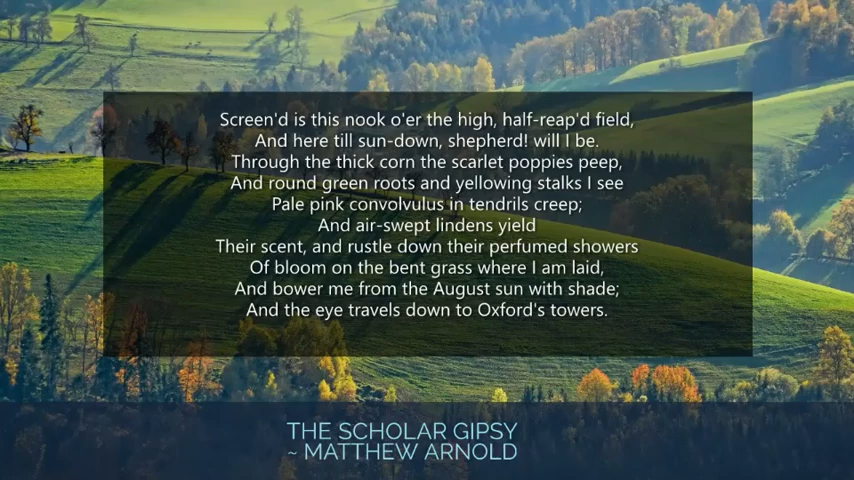 Screen'd is this nook o'er the high, half-reap'd field,
And here till sun-down, shepherd! will I be.
Through the thick corn the scarlet poppies peep,
And round green roots and yellowing stalks I see
Pale pink convolvulus in tendrils creep;
And air-swept lindens yield
Their scent, and rustle down their perfumed showers
Of bloom on the bent grass where I am laid,
And bower me from the August sun with shade;
And the eye travels down to Oxford's towers.
THE SCHOLAR GIPSY
~ MATTHEW ARNOLD